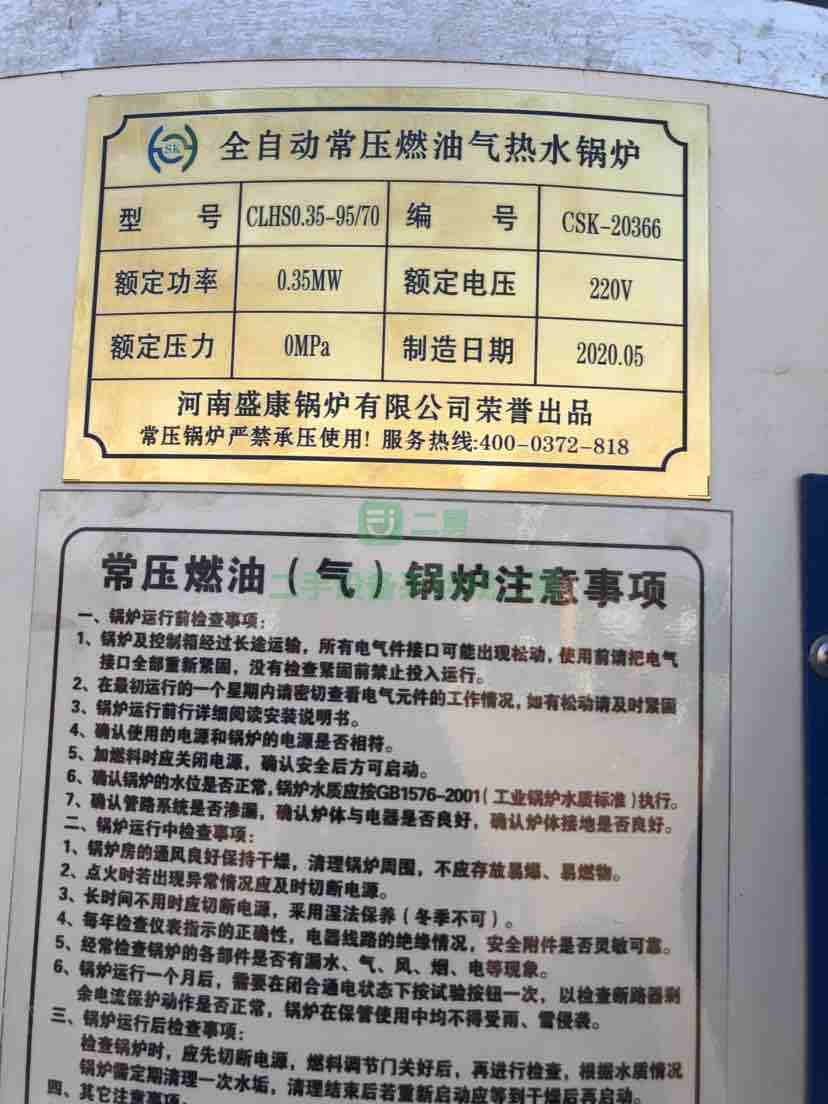 SK 全自动常压燃油气热水锅炉
型 号 CLHS0.35-95/70 编 号 CSK-20366
额定功率 0.35MW 额定电压 220V
额定压力 0MPa 制造日期 2020.05
河南盛康锅炉有限公司荣誉出品
常压锅炉严禁承压使用! 服务热线:400-0372-818
二手设备
常压燃油(气)锅炉注意事项
一、锅炉运行前检查事项:
1、锅炉及控制箱经过长途运输,所有电气件接口可能出现松动,使用前请把电气
接口全部重新紧固,没有检查紧固前禁止投入运行。
2、在最初运行的一个星期内请密切查看电气元件的工作情况,如有松动请及时紧固
3、锅炉运行前行详细阅读安装说明书。
4、确认使用的电源和锅炉的电源是否相符。
5、加燃料时应关闭电源,确认安全后方可启动。
6、确认锅炉的水位是否正常,锅炉水质应按GB1576-2001(工业锅炉水质标准)执行。
7、确认管路系统是否渗漏,确认炉体与电器是否良好,确认炉体接地是否良好。
二、锅炉运行中检查事项:
1、锅炉房的通风良好保持干燥,清理锅炉周围,不应存放易爆、易燃物。
2、点火时若出现异常情况应及时切断电源。
3、长时间不用时应切断电源,采用湿法保养(冬季不可)。
4、每年检查仪表指示的正确性,电器线路的绝缘情况,安全附件是否灵敏可靠。
5、经常检查锅炉的各部件是否有漏水、气、风、烟、电等现象。
6、锅炉运行一个月后,需要在闭合通电状态下按试验按钮一次,以检查断路器剩
余电流保护动作是否正常,锅炉在保管使用中均不得受雨、雪侵袭。
三、锅炉运行后检查事项:
检查锅炉时,应先切断电源,燃料调节门关好后,再进行检查,根据水质情况
锅炉需定期清理一次水垢,清理结束后若重新启动应等到干燥后再启动。
四、其它注意事项: